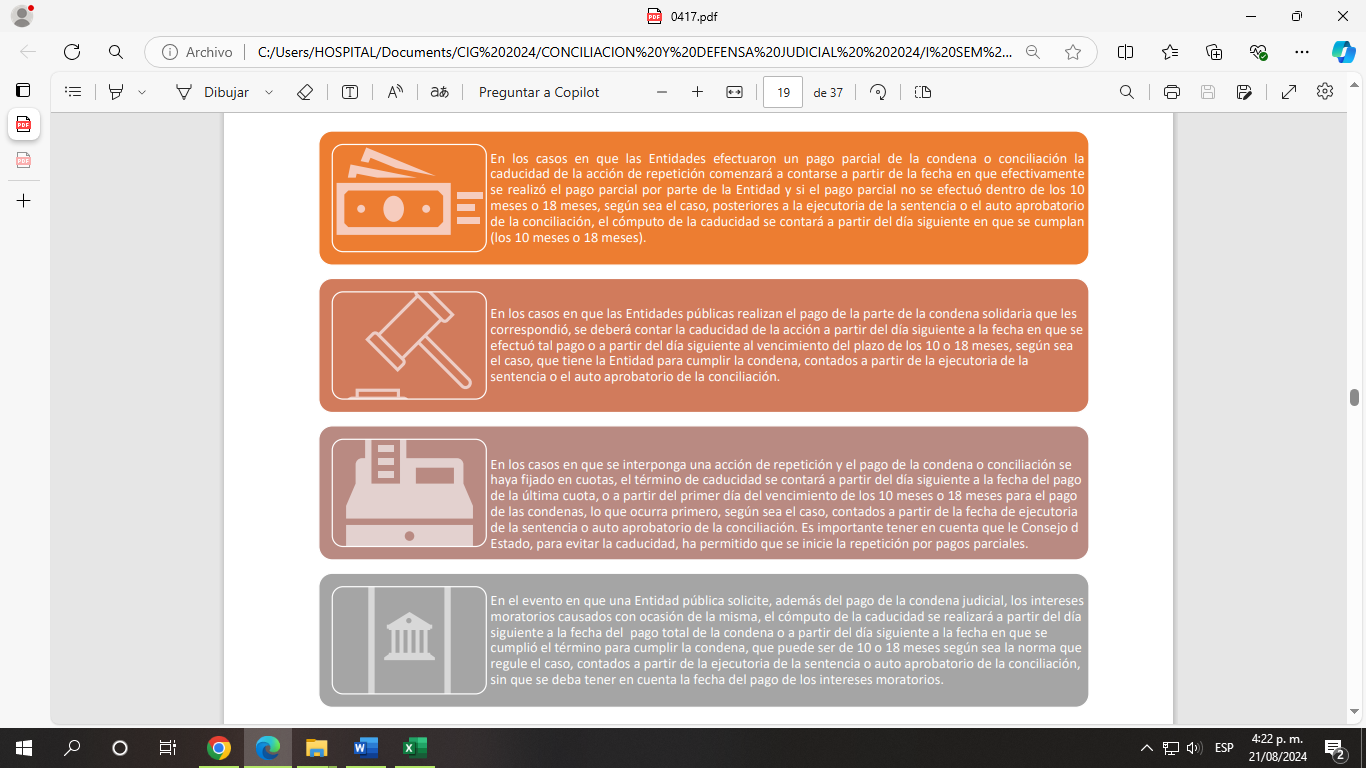 0417.pdf
Archivo
C:/Users/HOSPITAL/Documents/CIG%202024/CONCILIACION%20Y%20DEFENSA%20JUDICIAL%20%202024/I%20SEM%2...
Dibujar
Preguntar a Copilot
19
de 37
En los casos en que las Entidades efectuaron un pago parcial de la condena o conciliación la
caducidad de la acción de repetición comenzará a contarse a partir de la fecha en que efectivamente
se realizó el pago parcial por parte de la Entidad y si el pago parcial no se efectuó dentro de los 10
meses o 18 meses, según sea el caso, posteriores a la ejecutoria de la sentencia o el auto aprobatorio
de la conciliación, el cómputo de la caducidad se contará a partir del día siguiente en que se cumplan
(los 10 meses o 18 meses).
En los casos en que las Entidades públicas realizan el pago de la parte de la condena solidaria que les
correspondió, se deberá contar la caducidad de la acción a partir del día siguiente a la fecha en que se
efectuó tal pago o a partir del día siguiente al vencimiento del plazo de los 10 o 18 meses, según sea
el caso, que tiene la Entidad para cumplir la condena, contados a partir de la ejecutoria de la
sentencia o el auto aprobatorio de la conciliación.
En los casos en que se interponga una acción de repetición y el pago de la condena o conciliación se
haya fijado en cuotas, el término de caducidad se contará a partir del día siguiente a la fecha del pago
de la última cuota, o a partir del primer día del vencimiento de los 10 meses o 18 meses para el pago
de las condenas, lo que ocurra primero, según sea el caso, contados a partir de la fecha de ejecutoria
de la sentencia o auto aprobatorio de la conciliación. Es importante tener en cuenta que le Consejo d
Estado, para evitar la caducidad, ha permitido que se inicie la repetición por pagos parciales.
En el evento en que una Entidad pública solicite, además del pago de la condena judicial, los intereses
moratorios causados con ocasión de la misma, el cómputo de la caducidad se realizará a partir del día
siguiente a la fecha del  pago total de la condena o a partir del día siguiente a la fecha en que se
cumplió el término para cumplir la condena, que puede ser de 10 o 18 meses según sea la norma que
regule el caso, contados a partir de la ejecutoria de la sentencia o auto aprobatorio de la conciliación,
sin que se deba tener en cuenta la fecha del pago de los intereses moratorios.
ESP
4:22 p. m.
21/08/2024
2